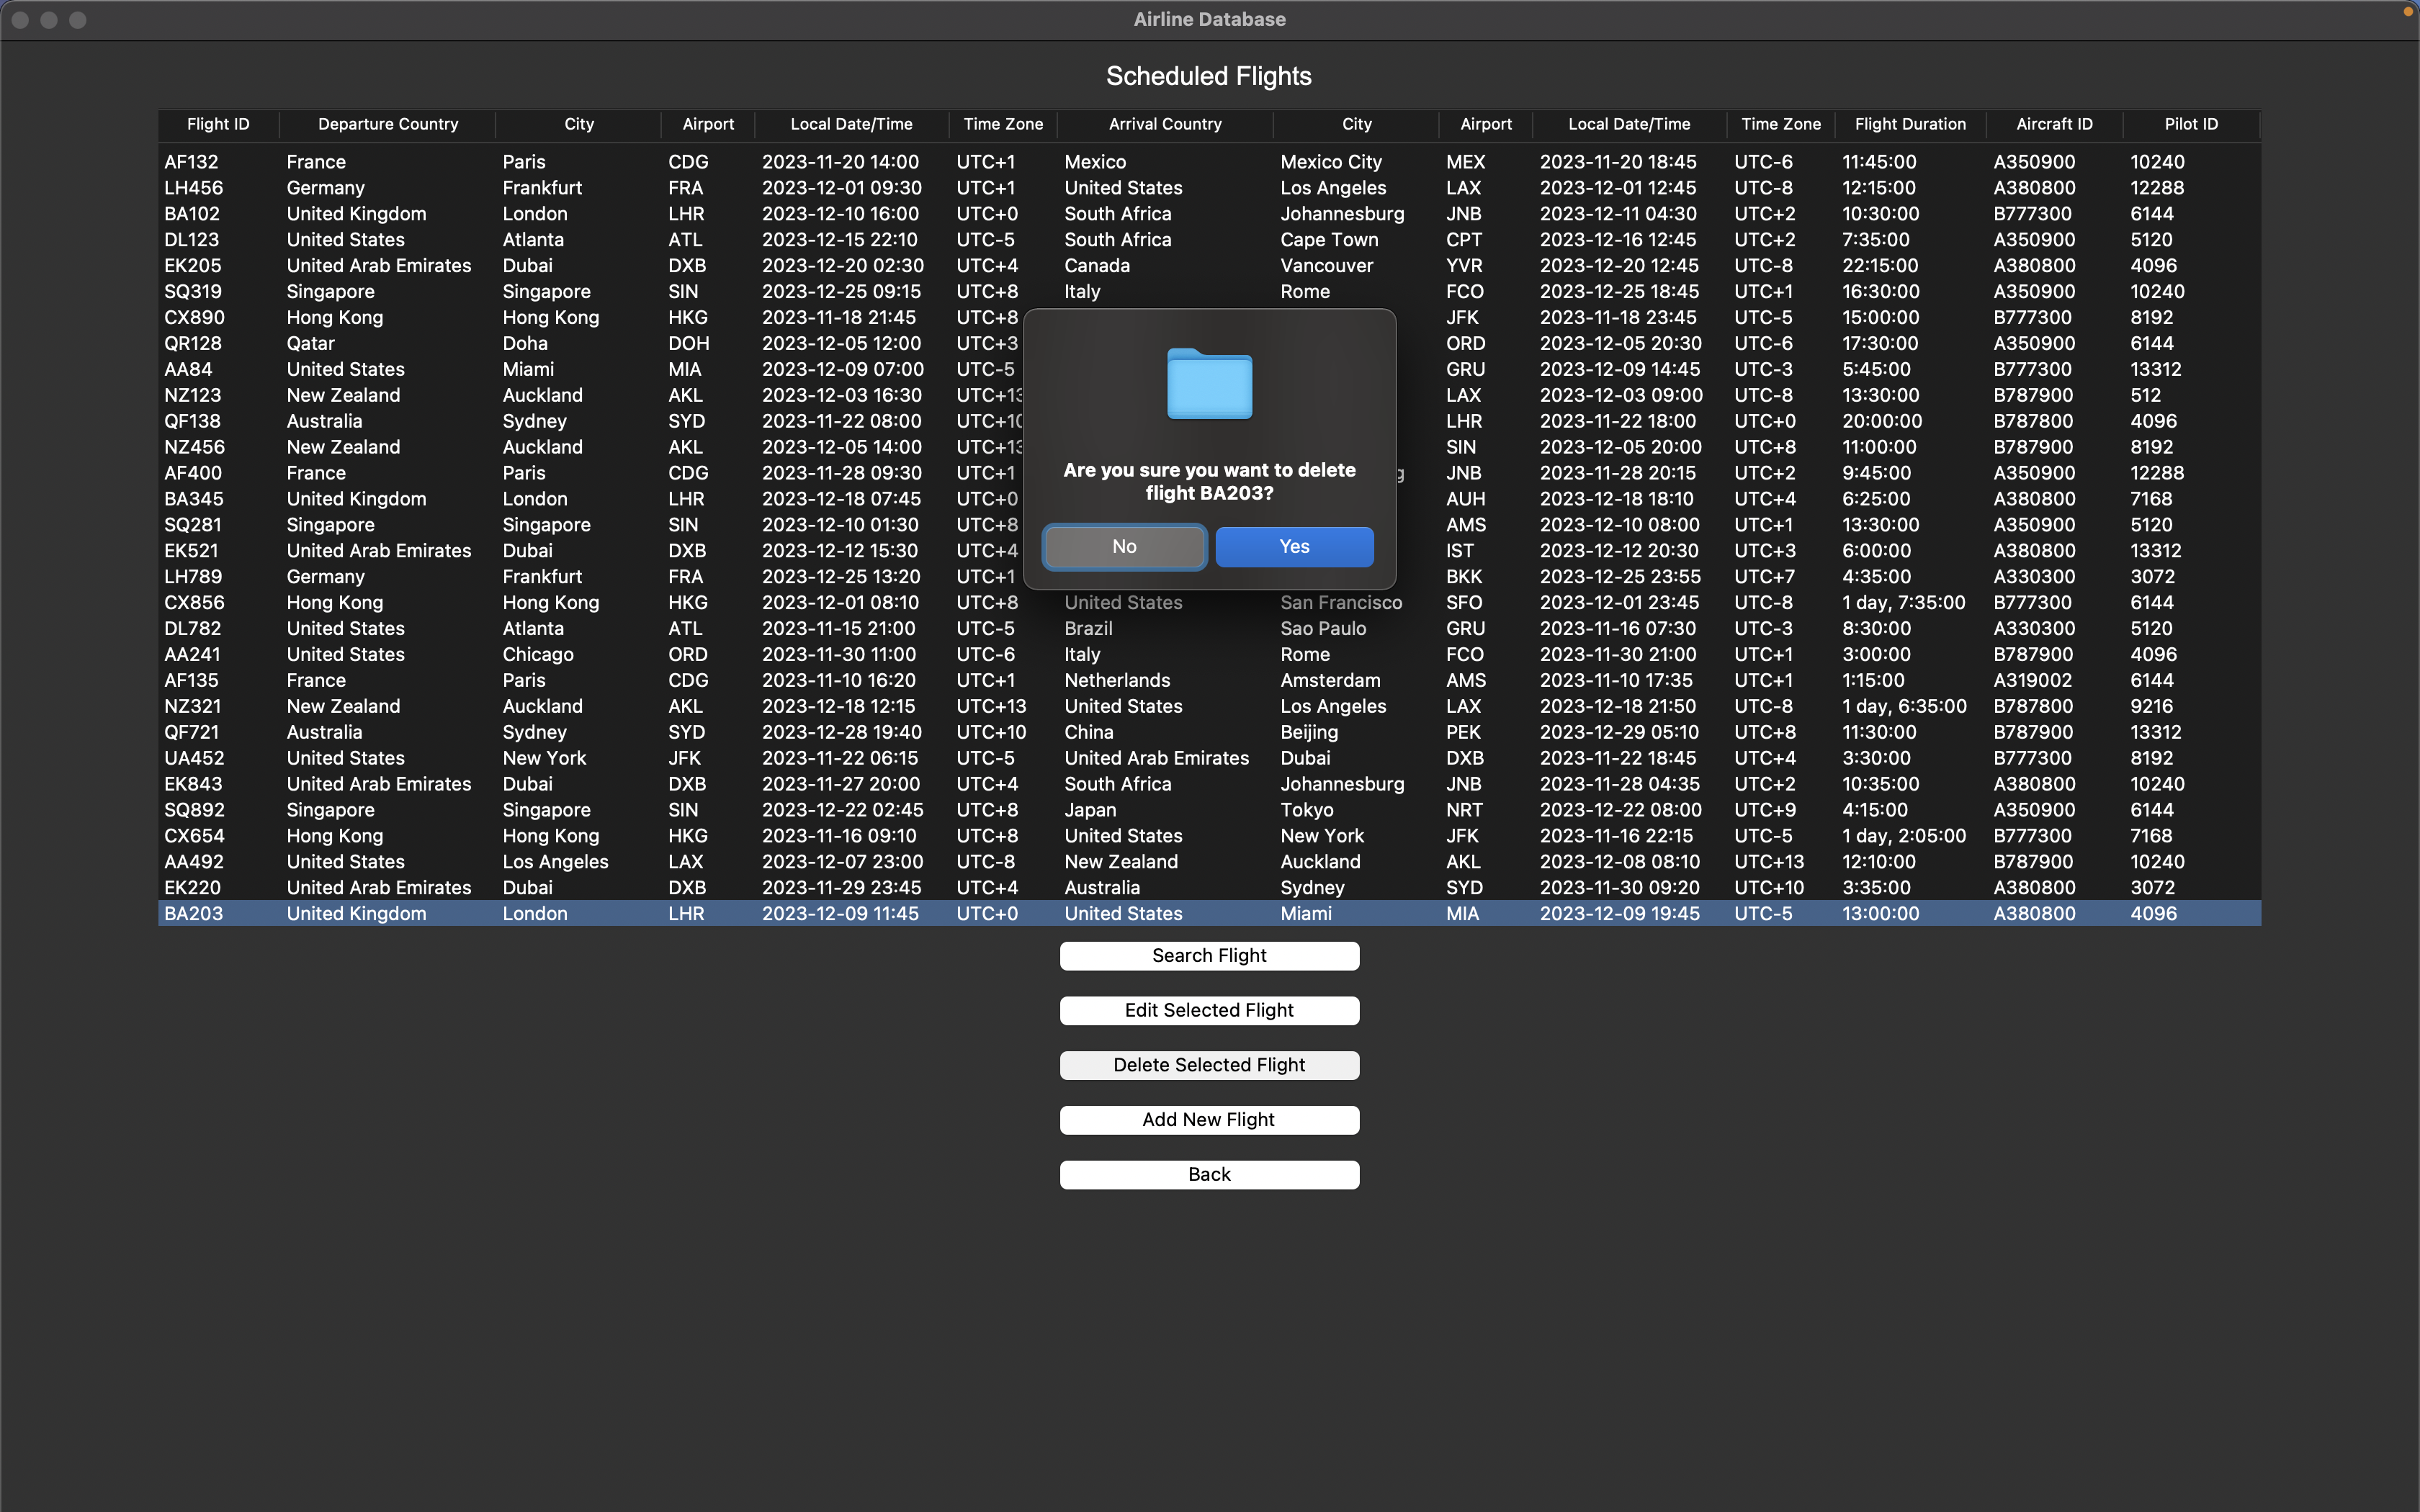 Airline Database
Scheduled Flights
Flight ID Departure Country City Airport Local Date/Time Time Zone Arrival Country City Airport Local Date/Time Time Zone Flight Duration Aircraft ID Pilot ID
AF132 France Paris CDG 2023-11-20 14:00 UTC+1 Mexico Mexico City MEX 2023-11-20 18:45 UTC-6 11:45:00 A350900 10240
LH456 Germany Frankfurt FRA 2023-12-01 09:30 UTC+1 United States Los Angeles LAX 2023-12-01 12:45 UTC-8 12:15:00 A380800 12288
BA102 United Kingdom London LHR 2023-12-10 16:00 UTC+0 South Africa Johannesburg JNB 2023-12-11 04:30 UTC+2 10:30:00 B777300 6144
DL123 United States Atlanta ATL 2023-12-15 22:10 UTC-5 South Africa Cape Town CPT 2023-12-16 12:45 UTC+2 7:35:00 A350900 5120
EK205 United Arab Emirates Dubai DXB 2023-12-20 02:30 UTC+4 Canada Vancouver YVR 2023-12-20 12:45 UTC-8 22:15:00 A380800 4096
SQ319 Singapore Singapore SIN 2023-12-25 09:15 UTC+8 Italy Rome FCO 2023-12-25 18:45 UTC+1 16:30:00 A350900 10240
CX890 Hong Kong Hong Kong HKG 2023-11-18 21:45 UTC+8 JFK 2023-11-18 23:45 UTC-5 15:00:00 B777300 8192
QR128 Qatar Doha DOH 2023-12-05 12:00 UTC+3 ORD 2023-12-05 20:30 UTC-6 17:30:00 A350900 6144
AA84 United States Miami MIA 2023-12-09 07:00 UTC-5 GRU 2023-12-09 14:45 UTC-3 5:45:00 B777300 13312
NZ123 New Zealand Auckland AKL 2023-12-03 16:30 UTC+13 LAX 2023-12-03 09:00 UTC-8 13:30:00 B787900 512
QF138 Australia Sydney SYD 2023-11-22 08:00 UTC+10 LHR 2023-11-22 18:00 UTC+0 20:00:00 B787800 4096
NZ456 New Zealand Auckland AKL 2023-12-05 14:00 UTC+13 SIN 2023-12-05 20:00 UTC+8 11:00:00 B787900 8192
AF400 France Paris CDG 2023-11-28 09:30 UTC+1 JNB 2023-11-28 20:15 UTC+2 9:45:00 A350900 12288
BA345 United Kingdom London LHR 2023-12-18 07:45 UTC+0 AUH 2023-12-18 18:10 UTC+4 6:25:00 A380800 7168
SQ281 Singapore Singapore SIN 2023-12-10 01:30 UTC+8 AMS 2023-12-10 08:00 UTC+1 13:30:00 A350900 5120
EK521 United Arab Emirates Dubai DXB 2023-12-12 15:30 UTC+4 IST 2023-12-12 20:30 UTC+3 6:00:00 A380800 13312
LH789 Germany Frankfurt FRA 2023-12-25 13:20 UTC+1 BKK 2023-12-25 23:55 UTC+7 4:35:00 A330300 3072
CX856 Hong Kong Hong Kong HKG 2023-12-01 08:10 UTC+8 United States San Francisco SFO 2023-12-01 23:45 UTC-8 1 day, 7:35:00 B777300 6144
DL782 United States Atlanta ATL 2023-11-15 21:00 UTC-5 Brazil Sao Paulo GRU 2023-11-16 07:30 UTC-3 8:30:00 A330300 5120
AA241 United States Chicago ORD 2023-11-30 11:00 UTC-6 Italy Rome FCO 2023-11-30 21:00 UTC+1 3:00:00 B787900 4096
AF135 France Paris CDG 2023-11-10 16:20 UTC+1 Netherlands Amsterdam AMS 2023-11-10 17:35 UTC+1 1:15:00 A319002 6144
NZ321 New Zealand Auckland AKL 2023-12-18 12:15 UTC+13 United States Los Angeles LAX 2023-12-18 21:50 UTC-8 1 day, 6:35:00 B787800 9216
QF721 Australia Sydney SYD 2023-12-28 19:40 UTC+10 China Beijing PEK 2023-12-29 05:10 UTC+8 11:30:00 B787900 13312
UA452 United States New York JFK 2023-11-22 06:15 UTC-5 United Arab Emirates Dubai DXB 2023-11-22 18:45 UTC+4 3:30:00 B777300 8192
EK843 United Arab Emirates Dubai DXB 2023-11-27 20:00 UTC+4 South Africa Johannesburg JNB 2023-11-28 04:35 UTC+2 10:35:00 A380800 10240
SQ892 Singapore Singapore SIN 2023-12-22 02:45 UTC+8 Japan Tokyo NRT 2023-12-22 08:00 UTC+9 4:15:00 A350900 6144
CX654 Hong Kong Hong Kong HKG 2023-11-16 09:10 UTC+8 United States New York JFK 2023-11-16 22:15 UTC-5 1 day, 2:05:00 B777300 7168
AA492 United States Los Angeles LAX 2023-12-07 23:00 UTC-8 New Zealand Auckland AKL 2023-12-08 08:10 UTC+13 12:10:00 B787900 10240
EK220 United Arab Emirates Dubai DXB 2023-11-29 23:45 UTC+4 Australia Sydney SYD 2023-11-30 09:20 UTC+10 3:35:00 A380800 3072
BA203 United Kingdom London LHR 2023-12-09 11:45 UTC+0 United States Miami MIA 2023-12-09 19:45 UTC-5 13:00:00 A380800 4096
Are you sure you want to delete
flight BA203?
No Yes
Search Flight
Edit Selected Flight
Delete Selected Flight
Add New Flight
Back